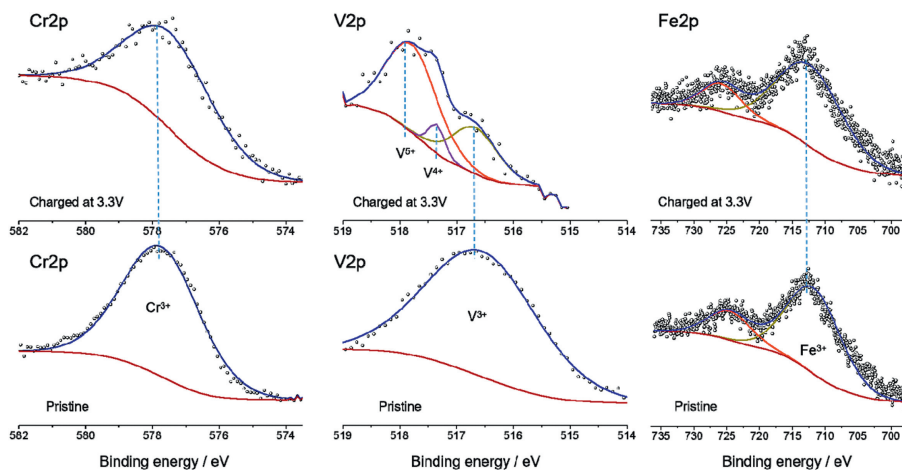 Cr2p
V2p
Fe2p
V⁵⁺
V⁴⁺
Charged at 3.3V
Charged at 3.3V
Charged at 3.3V
582 580 578 576 574
519 518 517 516 515 514
735 730 725 720 715 710 705 700
Cr2p
V2p
Fe2p
Cr³⁺
V³⁺
Fe³⁺
Pristine
Pristine
Pristine
582 580 578 576 574
519 518 517 516 515 514
735 730 725 720 715 710 705 700
Binding energy / eV
Binding energy / eV
Binding energy / eV